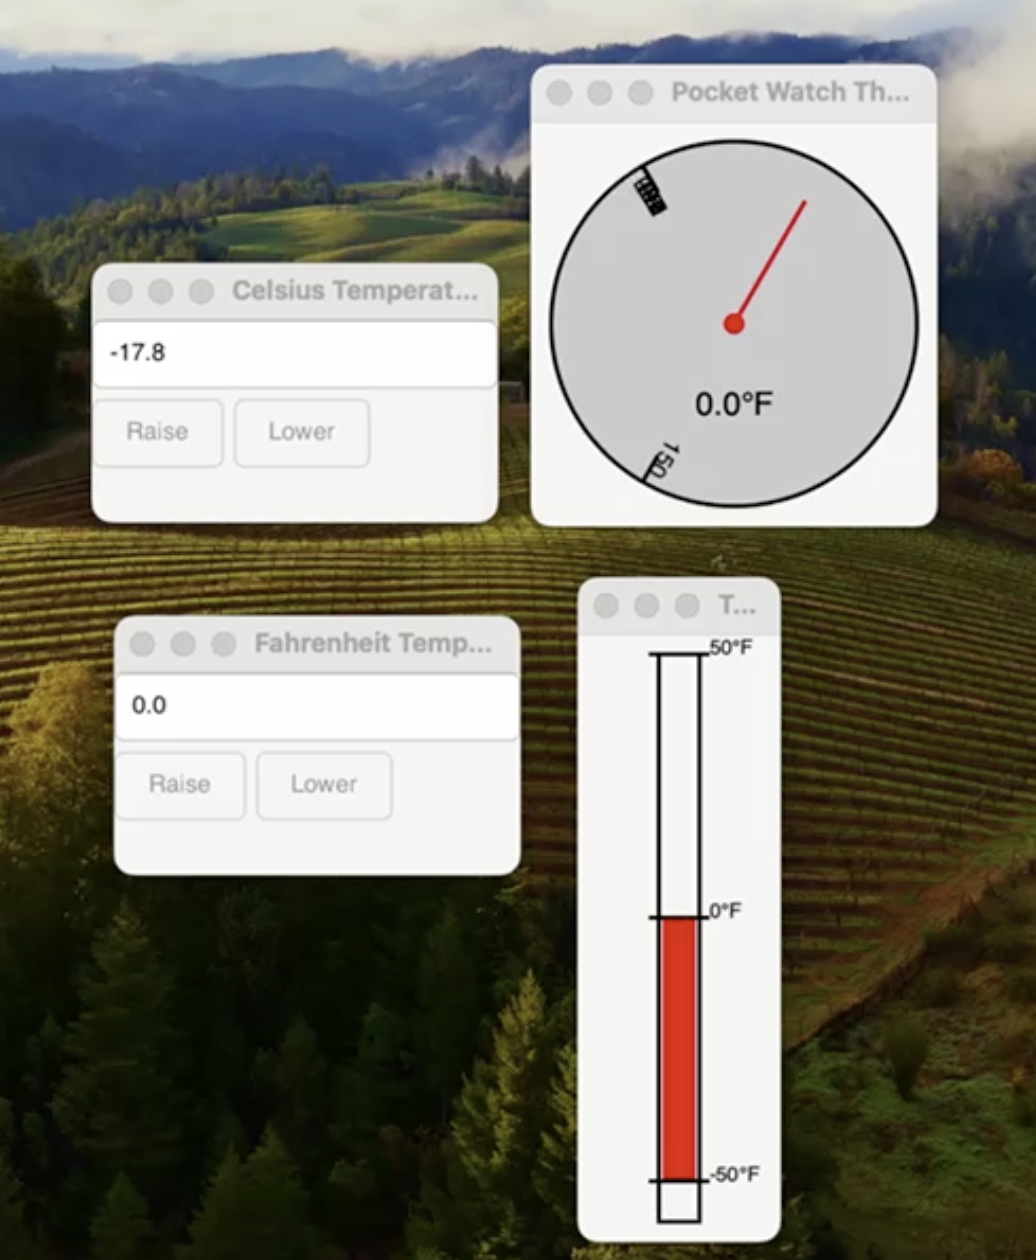 Pocket Watch Th...
150
0.0°F
Celsius Temperat...
-17.8
Raise
Lower
Fahrenheit Temp...
0.0
Raise
Lower
T...
50°F
0°F
-50°F